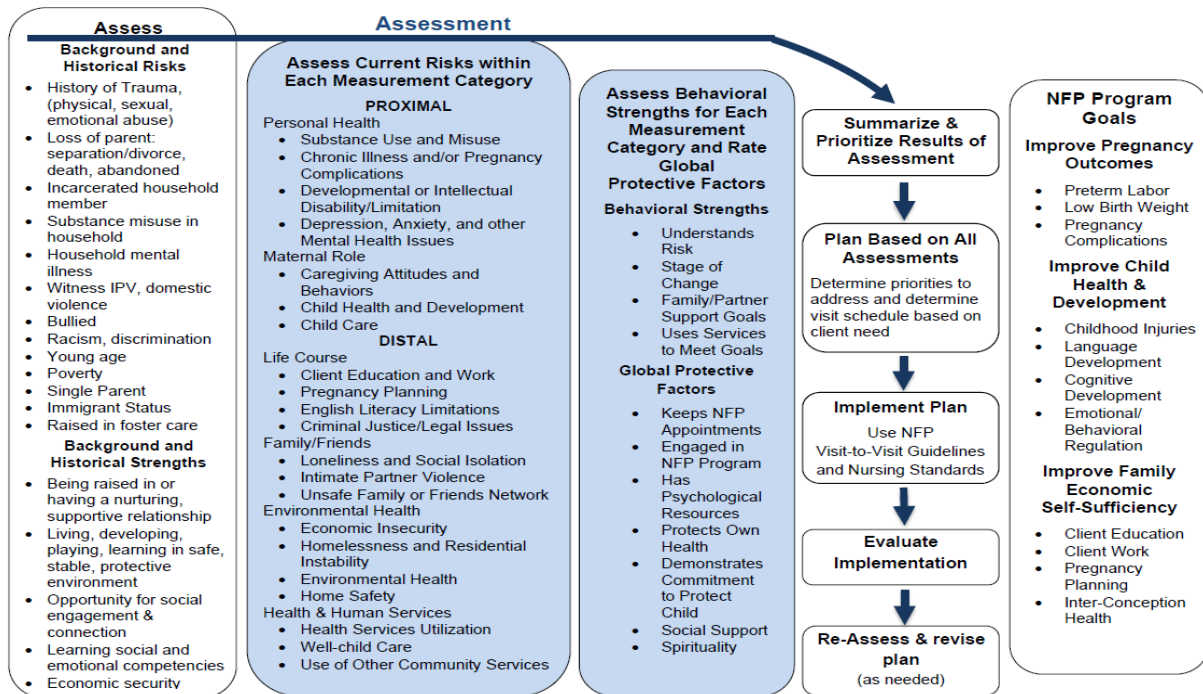 Assessment
Assess
Background and
Historical Risks
• History of Trauma,
(physical, sexual,
emotional abuse)
• Loss of parent:
separation/divorce,
death, abandoned
• Incarcerated household
member
• Substance misuse in
household
• Household mental
illness
• Witness IPV, domestic
violence
• Bullied
• Racism, discrimination
• Young age
• Poverty
• Single Parent
• Immigrant Status
• Raised in foster care
Background and
Historical Strengths
• Being raised in or
having a nurturing,
supportive relationship
• Living, developing,
playing, learning in safe,
stable, protective
environment
• Opportunity for social
engagement &
connection
• Learning social and
emotional competencies
• Economic security
Assess Current Risks within
Each Measurement Category
PROXIMAL
Personal Health
• Substance Use and Misuse
• Chronic Illness and/or Pregnancy
Complications
• Developmental or Intellectual
Disability/Limitation
• Depression, Anxiety, and other
Mental Health Issues
Maternal Role
• Caregiving Attitudes and
Behaviors
• Child Health and Development
• Child Care
DISTAL
Life Course
• Client Education and Work
• Pregnancy Planning
• English Literacy Limitations
• Criminal Justice/Legal Issues
Family/Friends
• Loneliness and Social Isolation
• Intimate Partner Violence
• Unsafe Family or Friends Network
Environmental Health
• Economic Insecurity
• Homelessness and Residential
Instability
• Environmental Health
• Home Safety
Health & Human Services
• Health Services Utilization
• Well-child Care
• Use of Other Community Services
Assess Behavioral
Strengths for Each
Measurement
Category and Rate
Global
Protective Factors
Behavioral Strengths
• Understands
Risk
• Stage of
Change
• Family/Partner
Support Goals
• Uses Services
to Meet Goals
Global Protective
Factors
• Keeps NFP
Appointments
• Engaged in
NFP Program
• Has
Psychological
Resources
• Protects Own
Health
• Demonstrates
Commitment
to Protect
Child
• Social Support
• Spirituality
Summarize &
Prioritize Results of
Assessment
Plan Based on All
Assessments
Determine priorities to
address and determine
visit schedule based on
client need
Implement Plan
Use NFP
Visit-to-Visit Guidelines
and Nursing Standards
Evaluate
Implementation
Re-Assess & revise
plan
(as needed)
NFP Program
Goals
Improve Pregnancy
Outcomes
• Preterm Labor
• Low Birth Weight
• Pregnancy
Complications
Improve Child
Health &
Development
• Childhood Injuries
• Language
Development
• Cognitive
Development
• Emotional/
Behavioral
Regulation
Improve Family
Economic
Self-Sufficiency
• Client Education
• Client Work
• Pregnancy
Planning
• Inter-Conception
Health